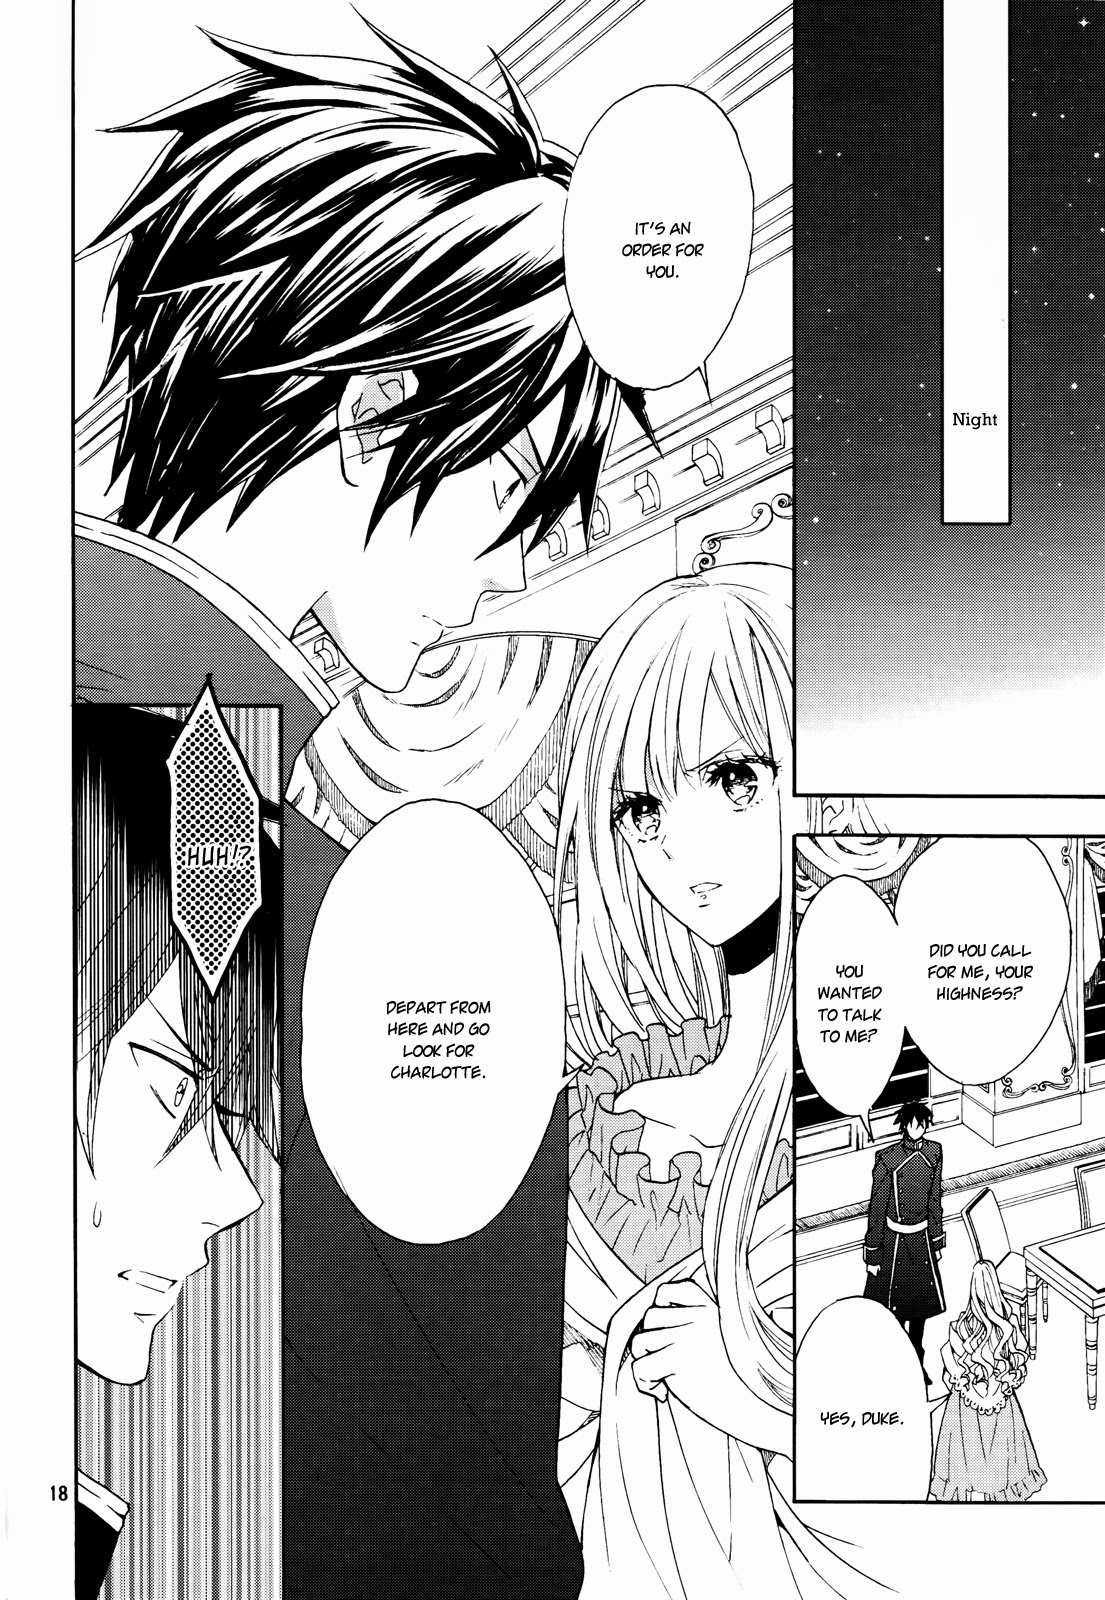 Night
DID YOU CALL
FOR ME, YOUR
HIGHNESS?
YOU
WANTED
TO TALK
TO ME?
YES, DUKE.
IT'S AN
ORDER FOR
YOU.
DEPART FROM
HERE AND GO
LOOK FOR
CHARLOTTE.
HUH!?
18